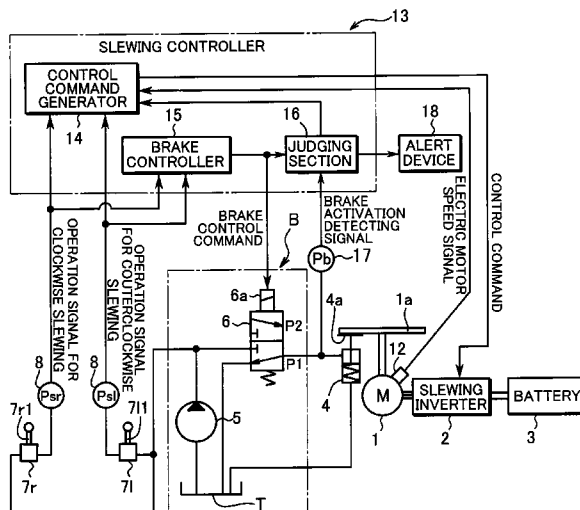 13
SLEWING CONTROLLER
CONTROL
COMMAND
GENERATOR
14
15
BRAKE
CONTROLLER
16
JUDGING
SECTION
18
ALERT
DEVICE
OPERATION SIGNAL FOR
CLOCKWISE SLEWING
OPERATION SIGNAL
FOR COUTERCLOCKWISE
SLEWING
BRAKE
CONTROL
COMMAND
BRAKE
ACTIVATION
DETECTING
SIGNAL
ELECTRIC MOTOR
SPEED SIGNAL
CONTROL COMMAND
B
Pb
17
6a
6
P2
P1
4a
1a
12
8
Psr
8
Psl
7r1
7l1
7r
7l
5
T
4
M
1
SLEWING
INVERTER
2
BATTERY
3